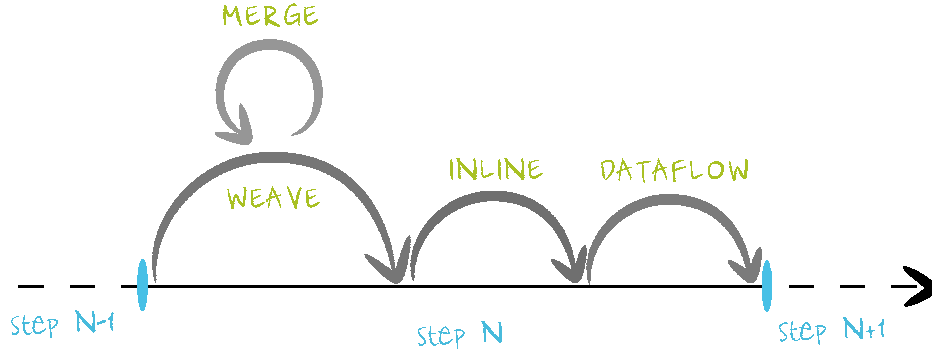 MERGE
WEAVE
INLINE
DATAFLOW
Step N-1
Step N
Step N+1